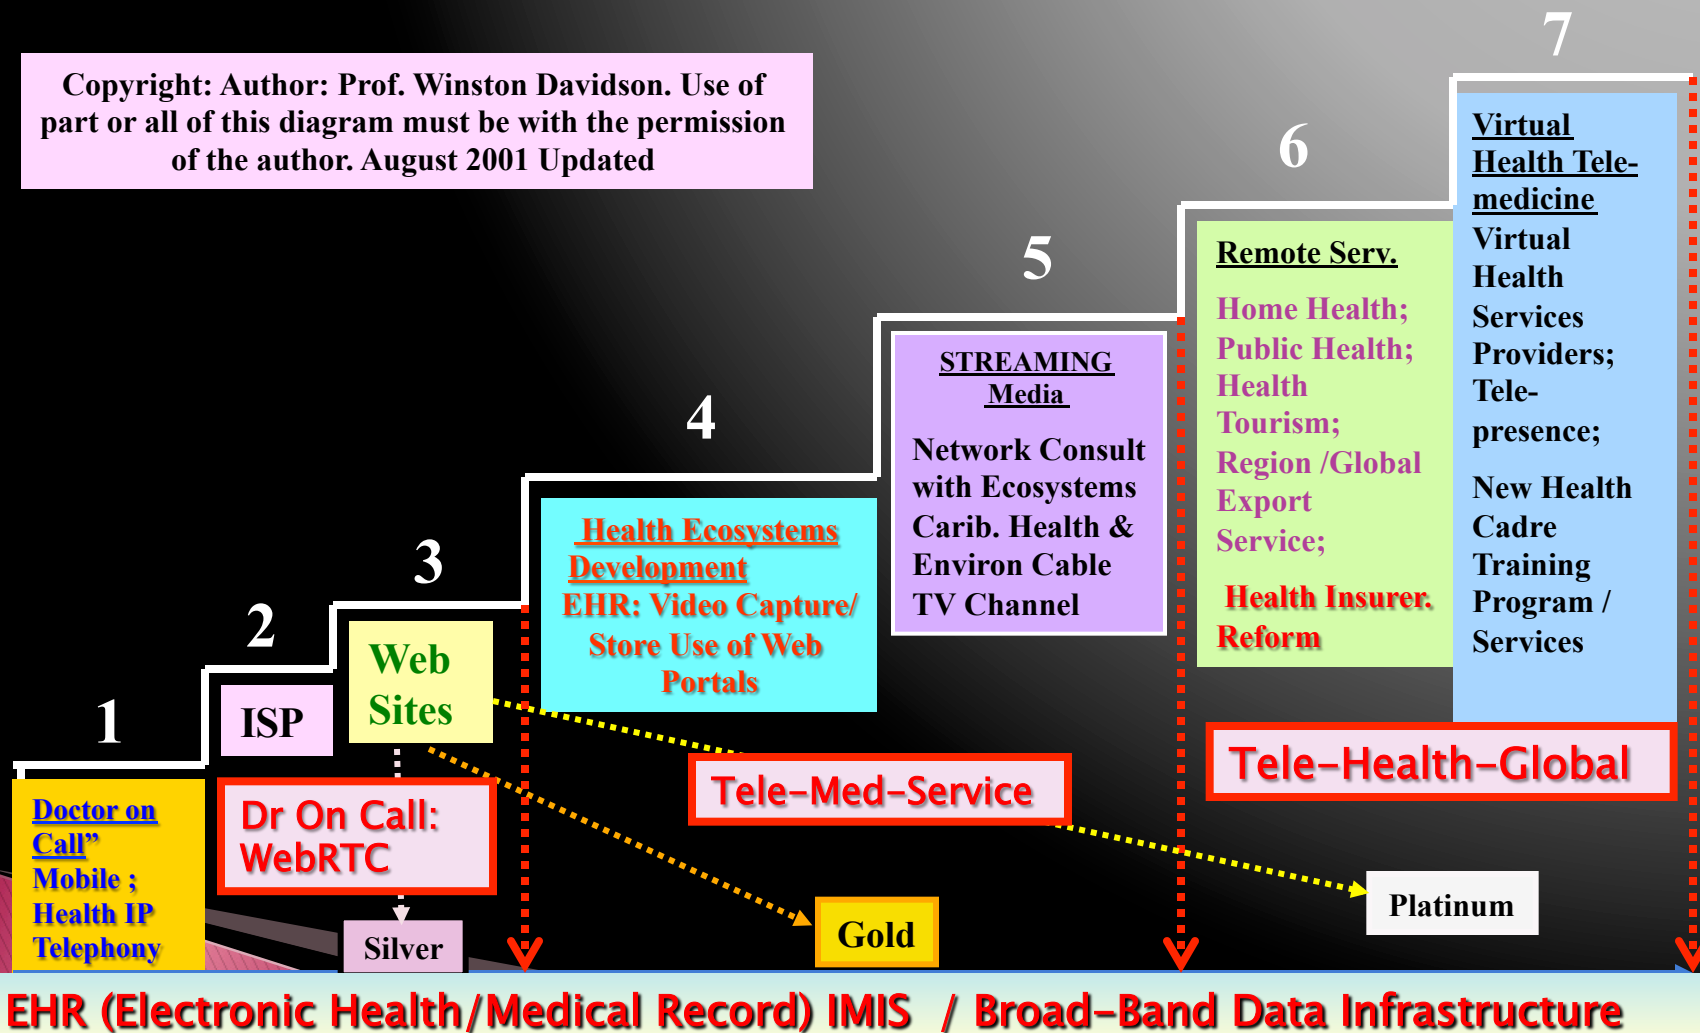 Copyright: Author: Prof. Winston Davidson. Use of
part or all of this diagram must be with the permission
of the author. August 2001 Updated
1
Doctor on
Call”
Mobile ;
Health IP
Telephony
2
ISP
3
Web
Sites
Dr On Call:
WebRTC
Silver
4
Health Ecosystems
Development
EHR: Video Capture/
Store Use of Web
Portals
Tele-Med-Service
Gold
5
STREAMING
Media
Network Consult
with Ecosystems
Carib. Health &
Environ Cable
TV Channel
6
Remote Serv.
Home Health;
Public Health;
Health
Tourism;
Region /Global
Export
Service;
Health Insurer.
Reform
7
Virtual
Health Tele-
medicine
Virtual
Health
Services
Providers;
Tele-
presence;
New Health
Cadre
Training
Program /
Services
Tele-Health-Global
Platinum
EHR (Electronic Health/Medical Record) IMIS / Broad-Band Data Infrastructure